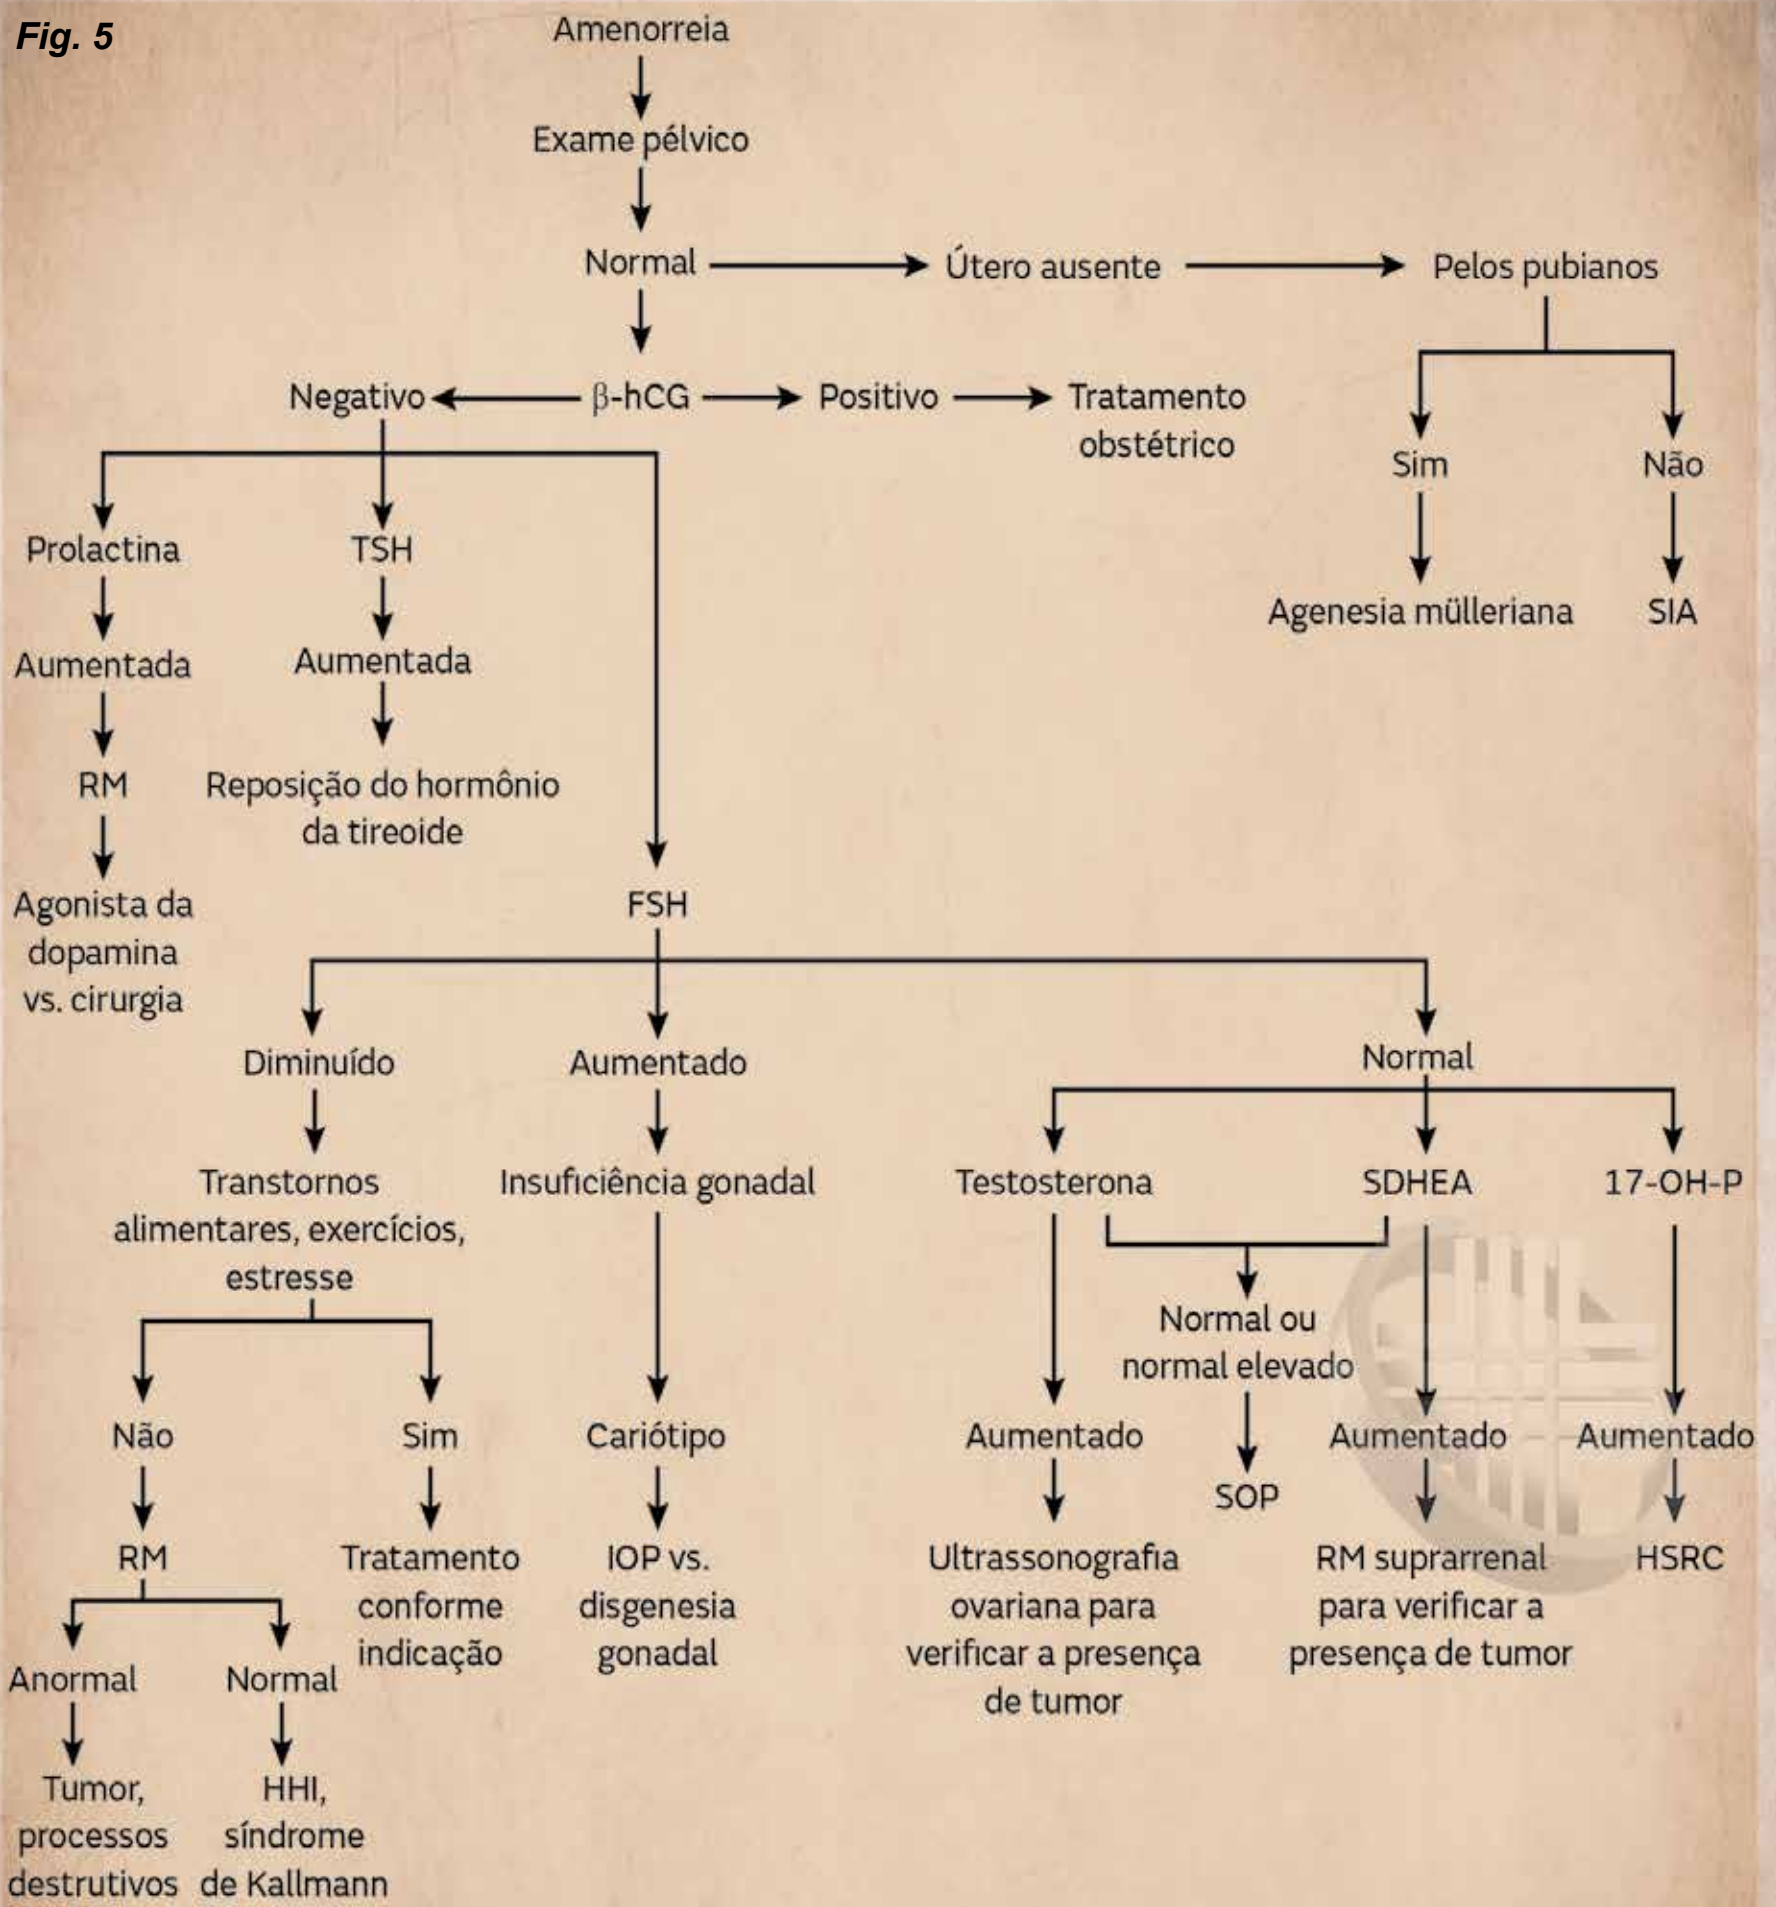 Fig. 5
Amenorreia
Exame pélvico
Normal
Útero ausente
Pelos pubianos
Negativo
β-hCG
Positivo
Tratamento
obstétrico
Sim
Não
Agenesia mülleriana
SIA
Prolactina
TSH
Aumentada
Aumentada
RM
Reposição do hormônio
da tireoide
Agonista da
dopamina
vs. cirurgia
FSH
Diminuído
Aumentado
Normal
Transtornos
alimentares, exercícios,
estresse
Insuficiência gonadal
Testosterona
SDHEA
17-OH-P
Normal ou
normal elevado
Não
Sim
Cariótipo
Aumentado
SOP
Aumentado
Aumentado
RM
Tratamento
conforme
indicação
IOP vs.
disgenesia
gonadal
Ultrassonografia
ovariana para
verificar a presença
de tumor
RM suprarrenal
para verificar a
presença de tumor
HSRC
Anormal
Normal
Tumor,
processos
destrutivos
HHI,
síndrome
de Kallmann